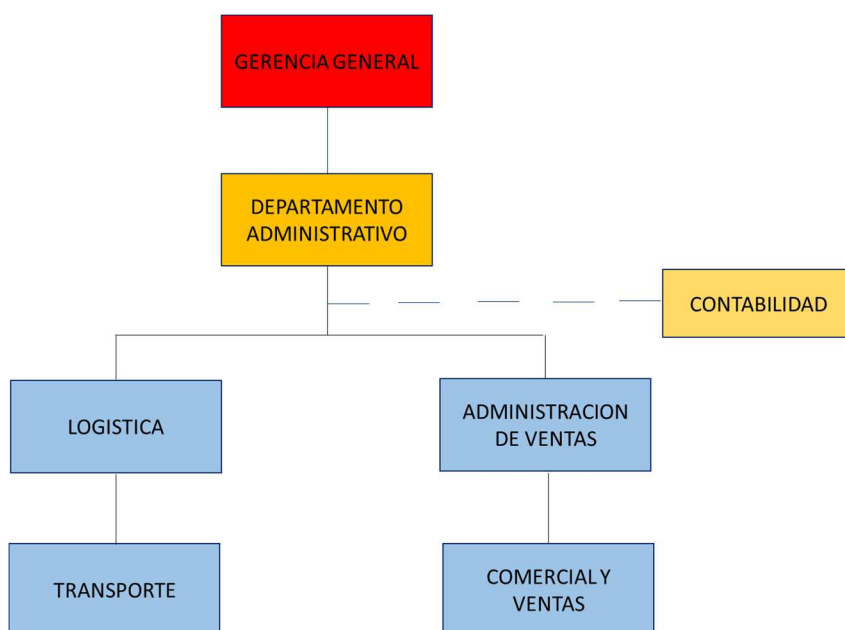 GERENCIA GENERAL
DEPARTAMENTO
ADMINISTRATIVO
CONTABILIDAD
LOGISTICA
ADMINISTRACION
DE VENTAS
TRANSPORTE
COMERCIAL Y
VENTAS